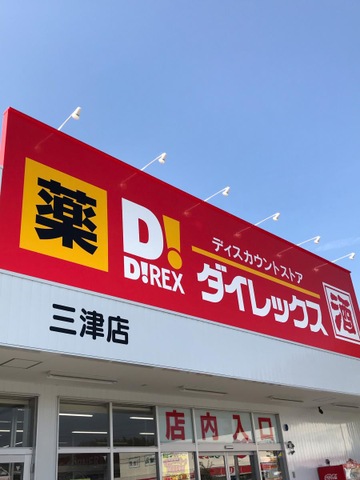 薬
D!
D!REX
ディスカウントストア
ダイレックス
酒
三津店
店内入口